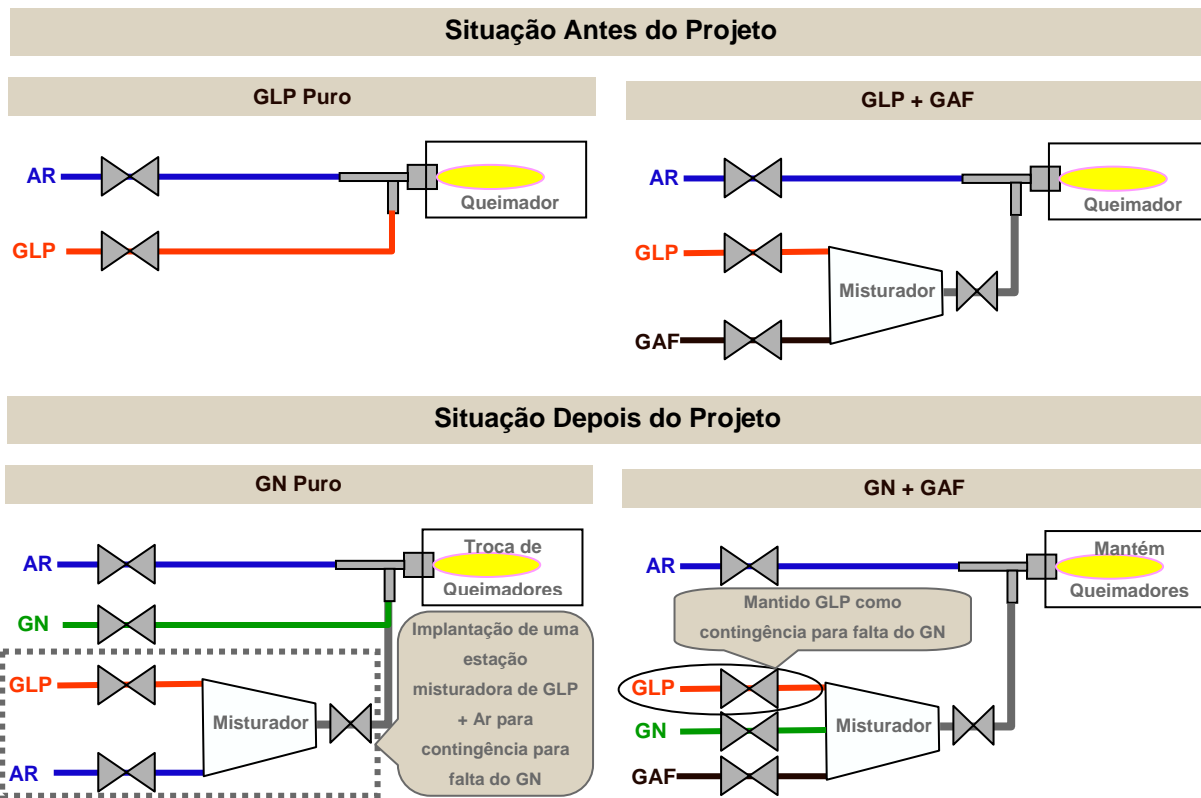 Situação Antes do Projeto
GLP Puro
AR
GLP
Queimador
GLP + GAF
AR
GLP
GAF
Misturador
Queimador
Situação Depois do Projeto
GN Puro
AR
GN
GLP
AR
Misturador
Troca de
Queimadores
Implantação de uma
estação
misturadora de GLP
+ Ar para
contingência para
falta do GN
GN + GAF
AR
Mantém
Queimadores
Mantido GLP como
contingência para falta do GN
GLP
GN
GAF
Misturador